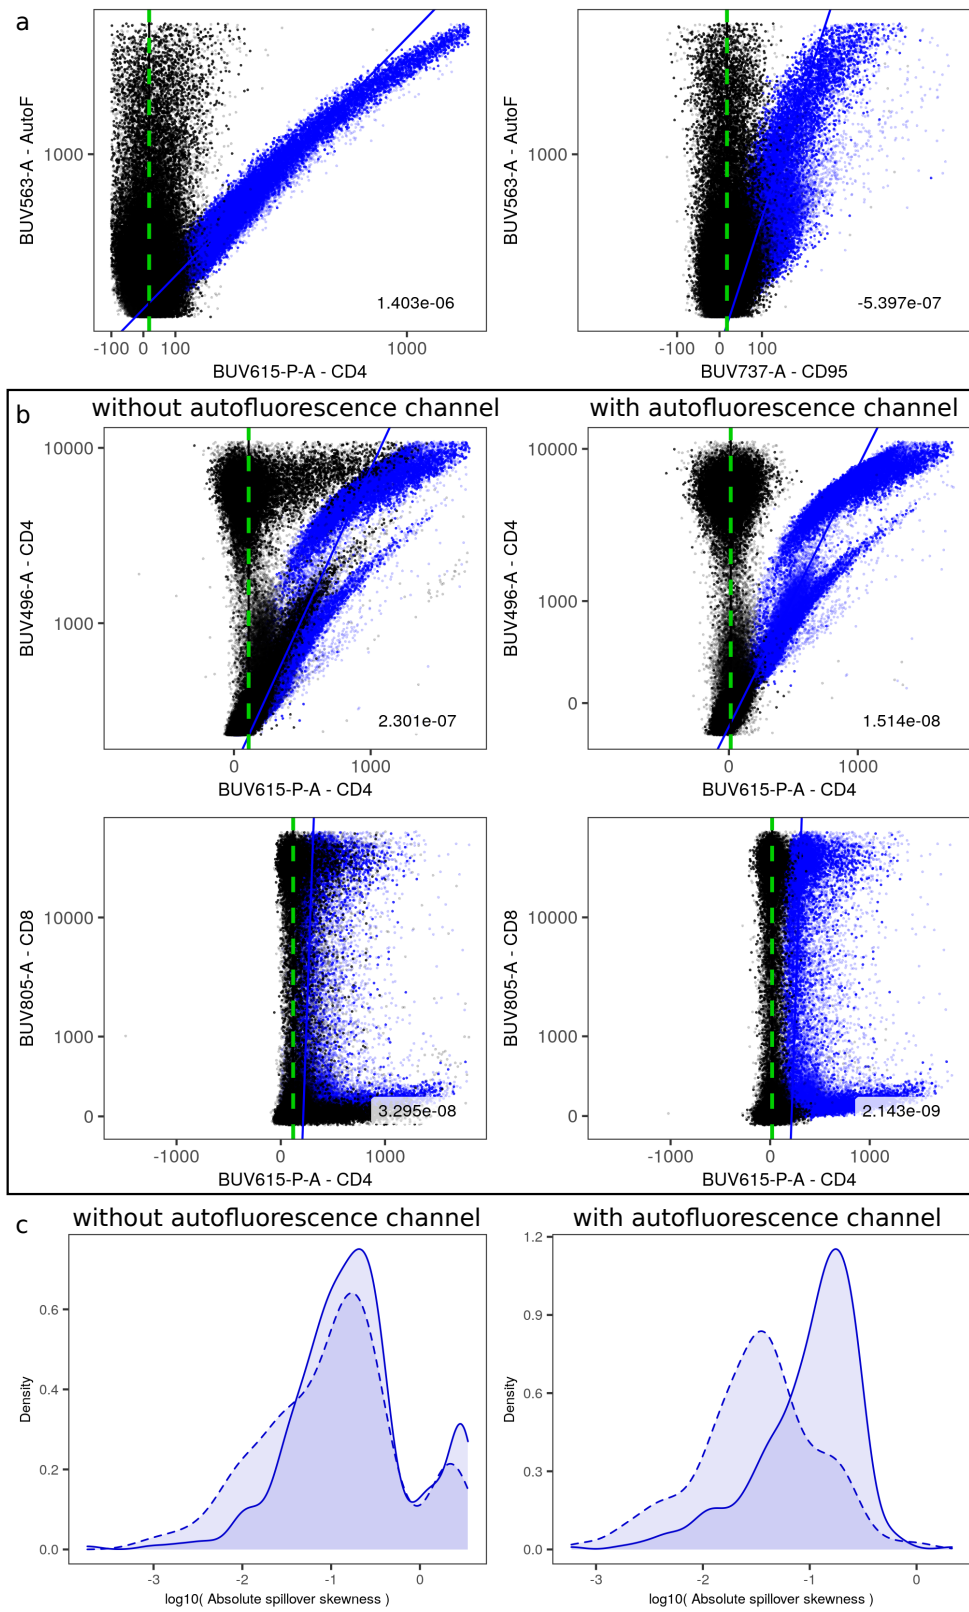 a
BUV563-A - AutoF
1000
1.403e-06
-100 0 100 1000
BUV615-P-A - CD4
BUV563-A - AutoF
1000
-5.397e-07
-100 0 100
BUV737-A - CD95
b
without autofluorescence channel
BUV496-A - CD4
10000
1000
2.301e-07
0 1000
BUV615-P-A - CD4
with autofluorescence channel
BUV496-A - CD4
10000
1000
0
1.514e-08
0 1000
BUV615-P-A - CD4
BUV805-A - CD8
10000
1000
0
3.295e-08
-1000 0 1000
BUV615-P-A - CD4
BUV805-A - CD8
10000
1000
0
2.143e-09
-1000 0 1000
BUV615-P-A - CD4
c
without autofluorescence channel
Density
0.6
0.4
0.2
0.0
-3 -2 -1 0
log10( Absolute spillover skewness )
with autofluorescence channel
Density
1.2
0.9
0.6
0.3
0.0
-3 -2 -1 0
log10( Absolute spillover skewness )